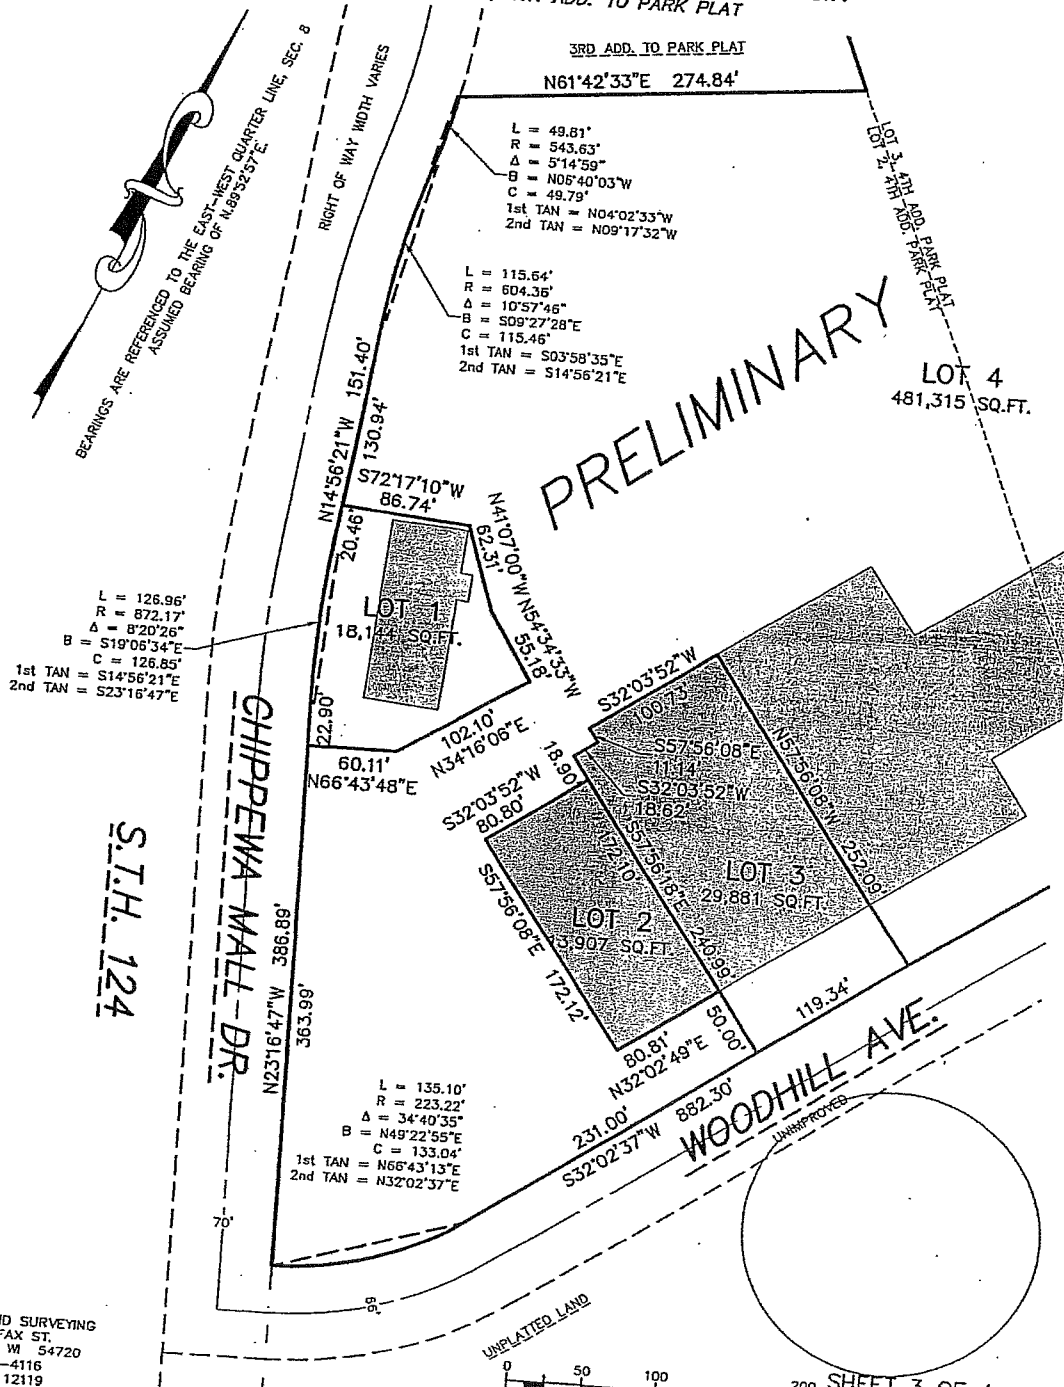 ADD. TO PARK PLAT
3RD ADD. TO PARK PLAT
N61°42'33"E 274.84'
BEARINGS ARE REFERENCED TO THE EAST-WEST QUARTER LINE, SEC. 8
ASSUMED BEARING OF N.89°52'57"E.
RIGHT OF WAY WIDTH VARIES
L = 49.81'
R = 543.63'
Δ = 5°14'59"
B = N06°40'03"W
C = 49.79'
1st TAN = N04°02'33"W
2nd TAN = N09°17'32"W
LOT 3, 4TH ADD. PARK PLAT
LOT 2, 4TH ADD. PARK PLAT
L = 115.64'
R = 604.36'
Δ = 10°57'46"
B = S09°27'28"E
C = 115.46'
1st TAN = S03°58'35"E
2nd TAN = S14°56'21"E
PRELIMINARY
LOT 4
481,315 SQ.FT.
N14°56'21"W 151.40'
130.94'
S72°17'10"W
86.74'
20.46'
N41°07'00"W
62.31'
N54°34'33"W
55.18'
LOT 1
18,144 SQ.FT.
L = 126.96'
R = 872.17'
Δ = 8°20'26"
B = S19°06'34"E
C = 126.85'
1st TAN = S14°56'21"E
2nd TAN = S23°16'47"E
22.90'
60.11'
N66°43'48"E
102.10'
N34°16'06"E
S32°03'52"W
100.73
S57°56'08"E
11.14'
S32°03'52"W
18.62'
18.90'
S32°03'52"W
80.80'
N57°56'08"W 252.09'
172.10
S57°56'18"E 240.99'
S57°56'08"E 172.12'
LOT 3
29,881 SQ.FT.
LOT 2
13,907 SQ.FT.
50.00'
119.34'
80.81'
N32°02'49"E
CHIPPEWA MALL DR.
S.T.H. 124
N23°16'47"W 386.89'
363.99'
L = 135.10'
R = 223.22'
Δ = 34°40'35"
B = N49°22'55"E
C = 133.04'
1st TAN = N66°43'13"E
2nd TAN = N32°02'37"E
231.00'
S32°02'37"W 882.30'
WOODHILL AVE.
UNIMPROVED
70'
66'
UNPLATTED LAND
SURVEYING
FAX ST.
WI 54720
-4116
12119
0 50 100
200
SHEET 3 OF